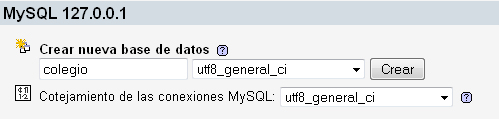 MySQL 127.0.0.1
Crear nueva base de datos
colegio utf8_general_ci Crear
Cotejamiento de las conexiones MySQL: utf8_general_ci